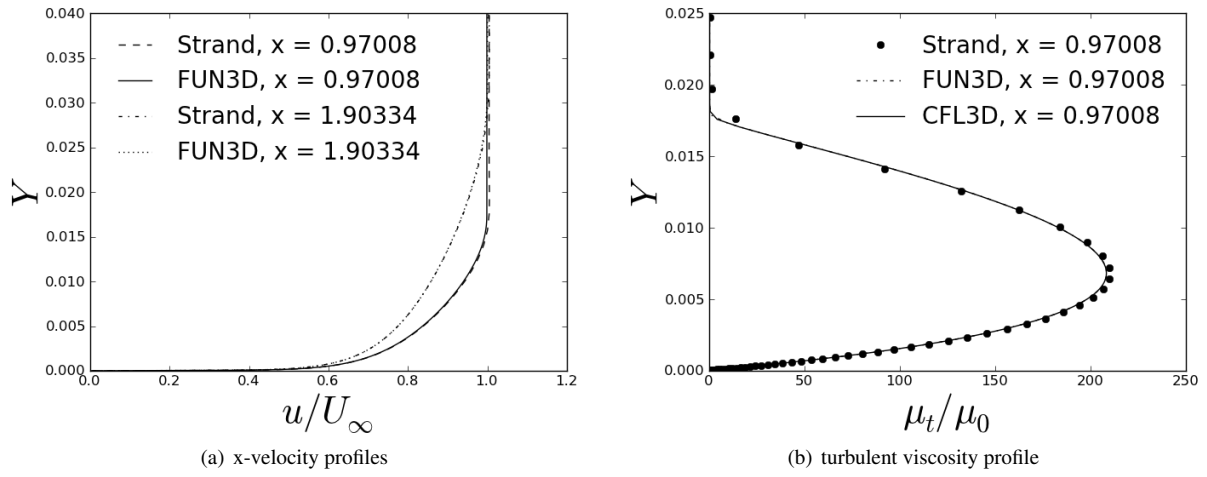 0.040
0.035
0.030
0.025
0.020
0.015
0.010
0.005
0.000
Y
Strand, x = 0.97008
FUN3D, x = 0.97008
Strand, x = 1.90334
FUN3D, x = 1.90334
0.0 0.2 0.4 0.6 0.8 1.0 1.2
u/U∞
(a) x-velocity profiles
0.025
0.020
0.015
0.010
0.005
0.000
Y
Strand, x = 0.97008
FUN3D, x = 0.97008
CFL3D, x = 0.97008
0 50 100 150 200 250
μt/μ0
(b) turbulent viscosity profile